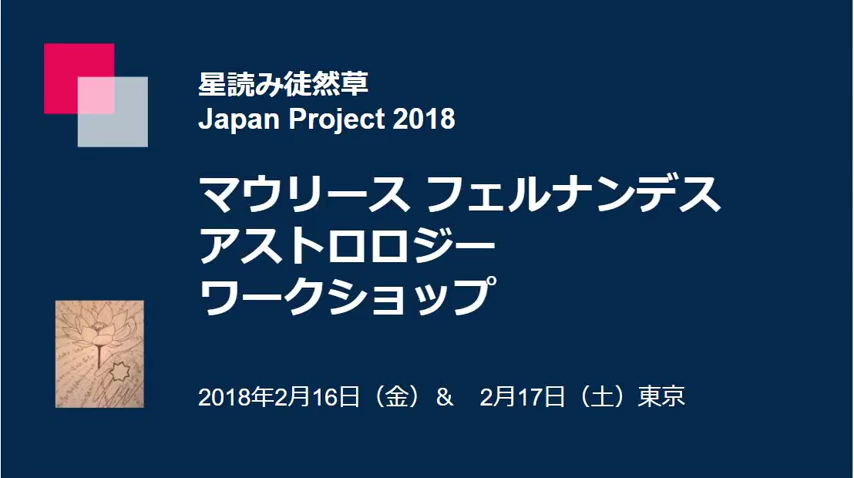 星読み徒然草
Japan Project 2018
マウリース フェルナンデス
アストロロジー
ワークショップ
2018年2月16日（金）＆　2月17日（土）東京